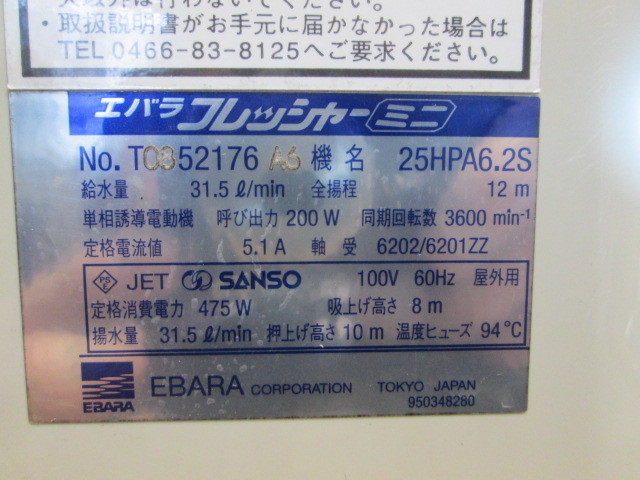 ・取扱説明書がお手元に届かなかった場合は
TEL 0466-83-8125へご要求ください。
エバラ フレッシャーミニ
No. T0352176 A6 機名 25HPA6.2S
給水量 31.5 ℓ/min 全揚程 12 m
単相誘導電動機 呼び出力 200 W 同期回転数 3600 min⁻¹
定格電流値 5.1 A 軸受 6202/6201ZZ
PSE JET SANSO 100V 60Hz 屋外用
定格消費電力 475 W 吸上げ高さ 8 m
揚水量 31.5 ℓ/min 押上げ高さ 10 m 温度ヒューズ 94℃
EBARA EBARA CORPORATION TOKYO JAPAN
950348280